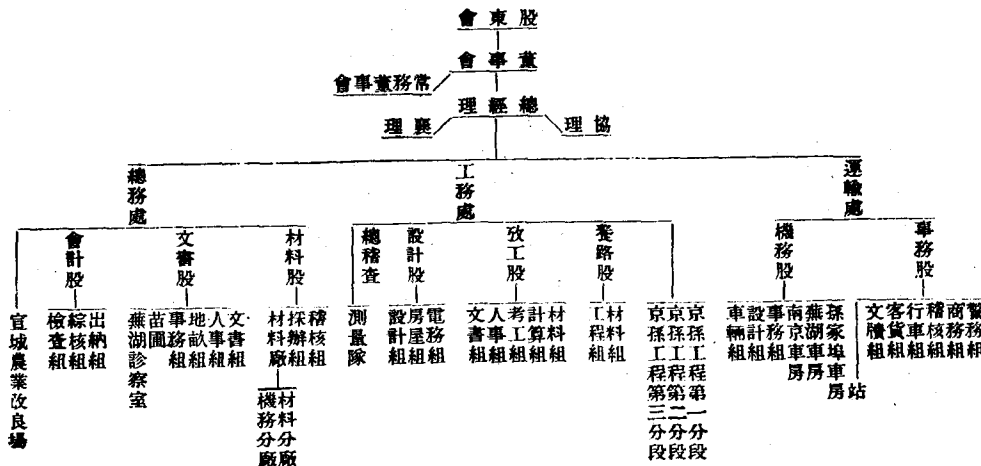 股東會
董事會
常務董事會
總經理
協理
襄理
運輸處
工務處
總務處
事務股
機務股
養路股
攷工股
設計股
總稽查
材料股
文書股
會計股
警務組
商務組
稽核組
行車組
客貨組
文牘組
站
孫家埠車房
蕪湖車房
南京車房
事務組
設計組
車輛組
京孫工程第一分段
京孫工程第二分段
京孫工程第三分段
材料組
工程組
材料組
計算組
考工組
人事組
文書組
電務組
房屋組
設計組
測量隊
稽核組
採辦組
材料廠
材料分廠
機務分廠
文書組
人事組
地畝組
事務組
苗圃
蕪湖診察室
出納組
綜核組
檢查組
宣城農業改良場